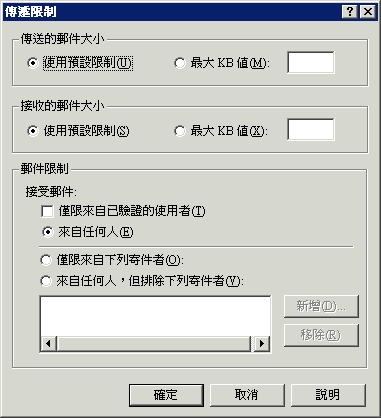 傳遞限制
傳送的郵件大小
使用預設限制(U) 最大 KB 值(M):
接收的郵件大小
使用預設限制(S) 最大 KB 值(X):
郵件限制
接受郵件:
僅限來自已驗證的使用者(T)
來自任何人(E)
僅限來自下列寄件者(O):
來自任何人，但排除下列寄件者(V):
新增(D)...
移除(R)
確定 取消 說明